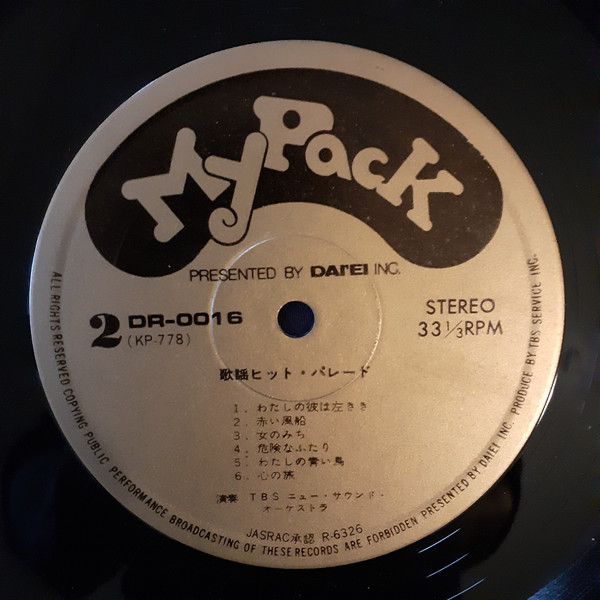 My Pack
PRESENTED BY DAI'EI INC.
2 DR-0016
(KP-778)
STEREO
33 1/3 RPM
歌謡ヒット・パレード
1. わたしの彼は左きき
2. 赤い風船
3. 女のみち
4. 危険なふたり
5. わたしの青い鳥
6. 心の旅
演奏 TBS ニュー・サウンド・
オーケストラ
JASRAC承認 R-6326
ALL RIGHTS RESERVED COPYING PUBLIC PERFORMANCE BROADCASTING OF THESE RECORDS ARE FORBIDDEN PRESENTED BY DAIEI INC. PRODUCE BY TBS SERVICE INC.